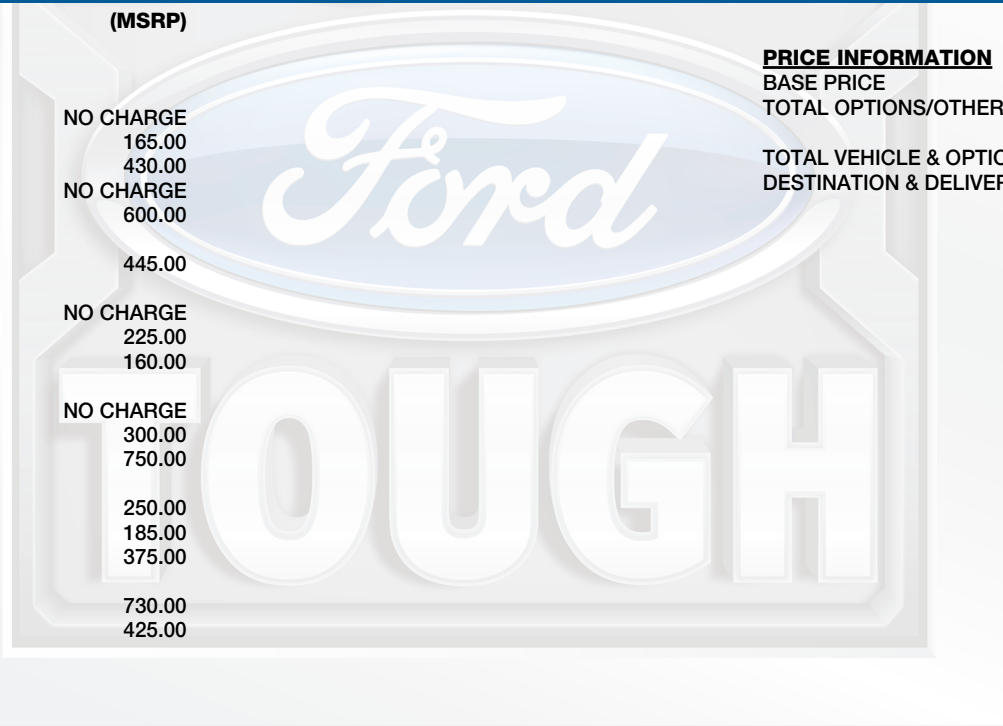 (MSRP)
NO CHARGE
165.00
430.00
NO CHARGE
600.00
445.00
NO CHARGE
225.00
160.00
NO CHARGE
300.00
750.00
250.00
185.00
375.00
730.00
425.00
PRICE INFORMATION
BASE PRICE
TOTAL OPTIONS/OTHER
TOTAL VEHICLE & OPTIO
DESTINATION & DELIVER
Ford
TOUGH